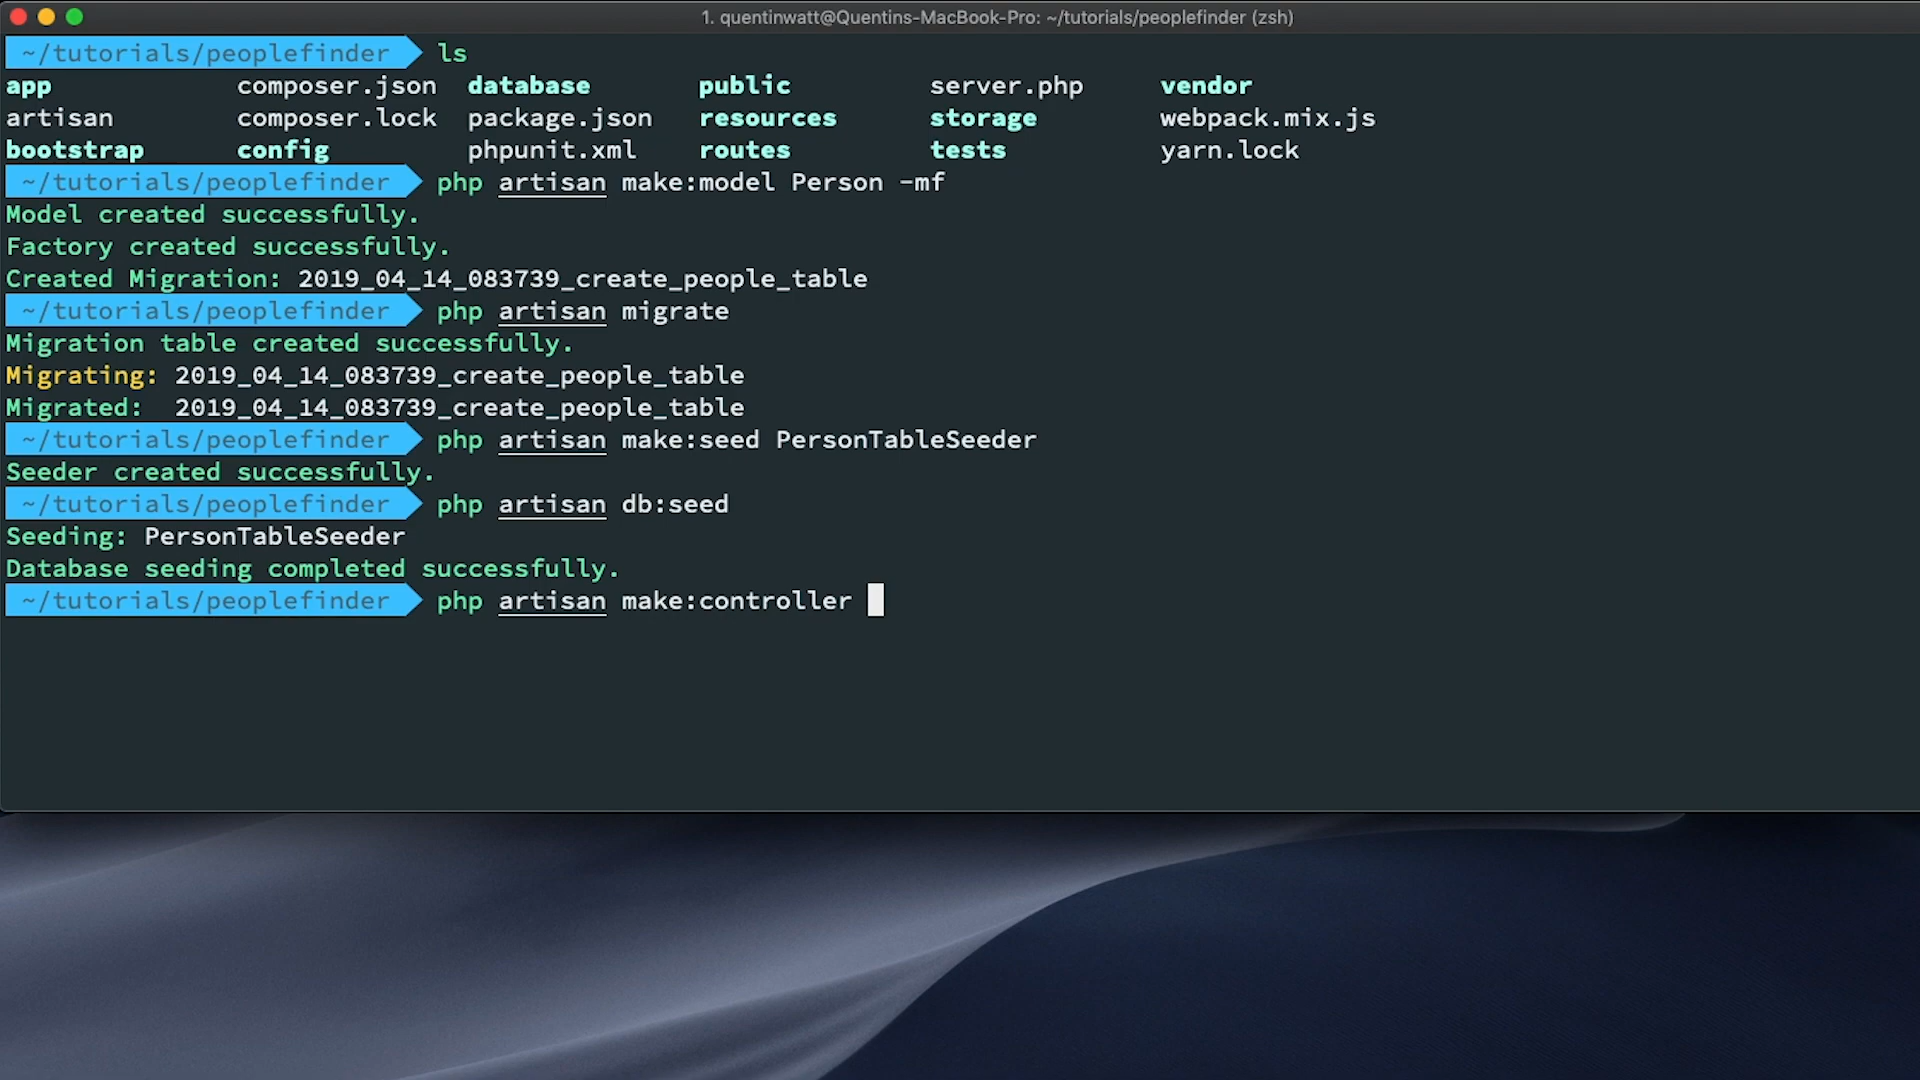 1. quentinwatt@Quentins-MacBook-Pro: ~/tutorials/peoplefinder (zsh)
~/tutorials/peoplefinder ls
app composer.json database public server.php vendor
artisan composer.lock package.json resources storage webpack.mix.js
bootstrap config phpunit.xml routes tests yarn.lock
~/tutorials/peoplefinder php artisan make:model Person -mf
Model created successfully.
Factory created successfully.
Created Migration: 2019_04_14_083739_create_people_table
~/tutorials/peoplefinder php artisan migrate
Migration table created successfully.
Migrating: 2019_04_14_083739_create_people_table
Migrated:  2019_04_14_083739_create_people_table
~/tutorials/peoplefinder php artisan make:seed PersonTableSeeder
Seeder created successfully.
~/tutorials/peoplefinder php artisan db:seed
Seeding: PersonTableSeeder
Database seeding completed successfully.
~/tutorials/peoplefinder php artisan make:controller